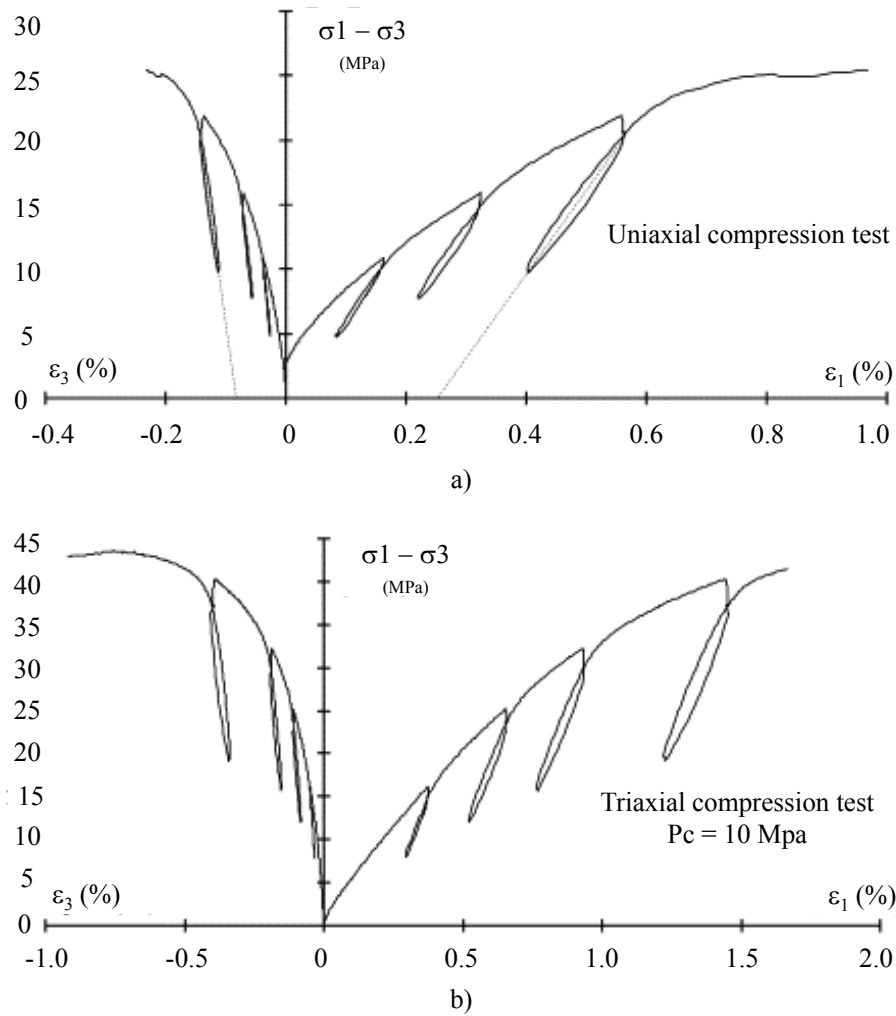 30
σ1 – σ3
(MPa)
25
20
15
Uniaxial compression test
10
5
ε3 (%)
ε1 (%)
0
-0.4
-0.2
0
0.2
0.4
0.6
0.8
1.0
a)
45
σ1 – σ3
(MPa)
40
35
30
25
20
15
Triaxial compression test
Pc = 10 Mpa
10
5
ε3 (%)
ε1 (%)
0
-1.0
-0.5
0
0.5
1.0
1.5
2.0
b)